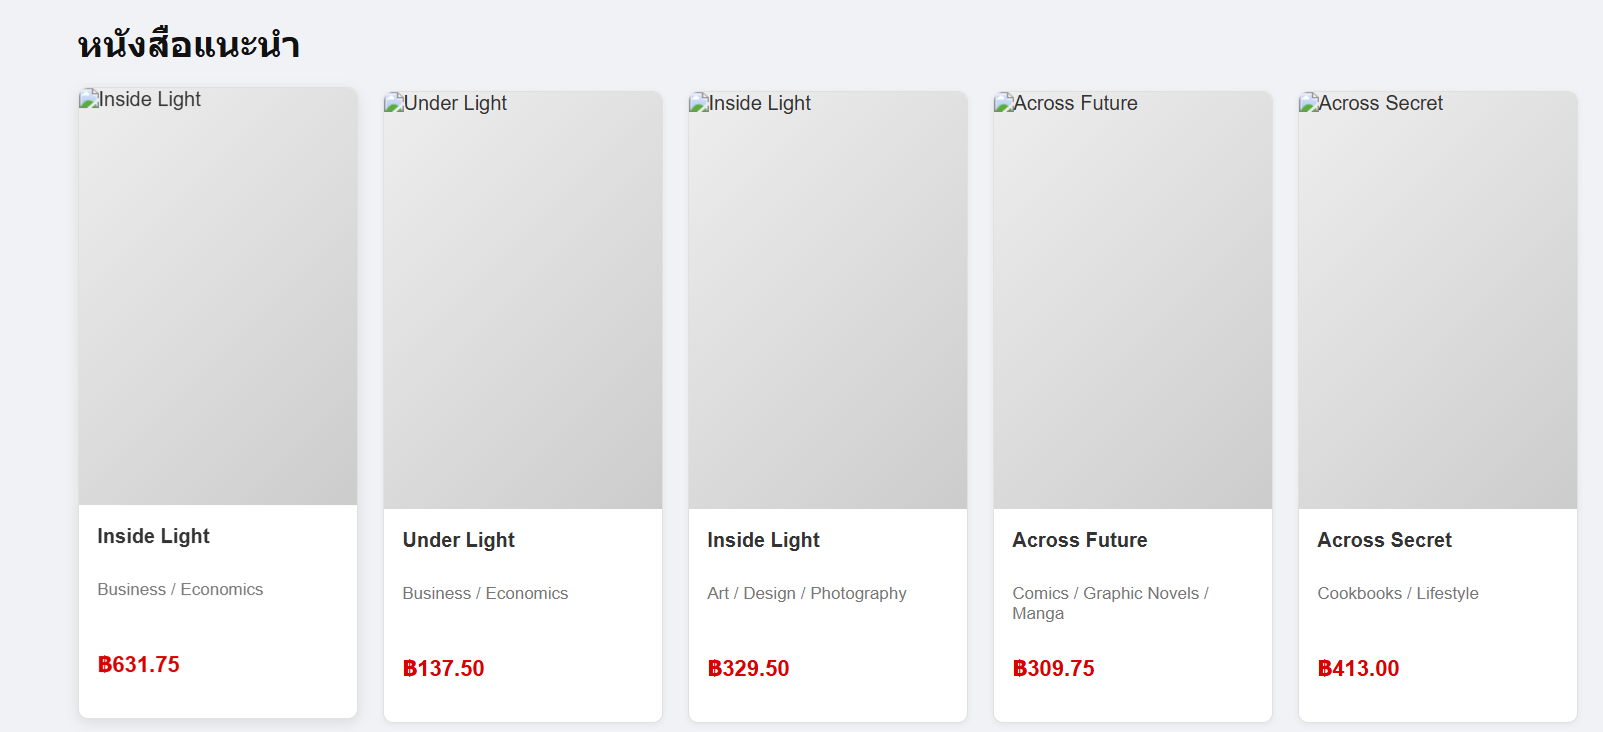 หนังสือแนะนำ
Inside Light
Under Light
Inside Light
Across Future
Across Secret
Inside Light
Business / Economics
฿631.75
Under Light
Business / Economics
฿137.50
Inside Light
Art / Design / Photography
฿329.50
Across Future
Comics / Graphic Novels /
Manga
฿309.75
Across Secret
Cookbooks / Lifestyle
฿413.00